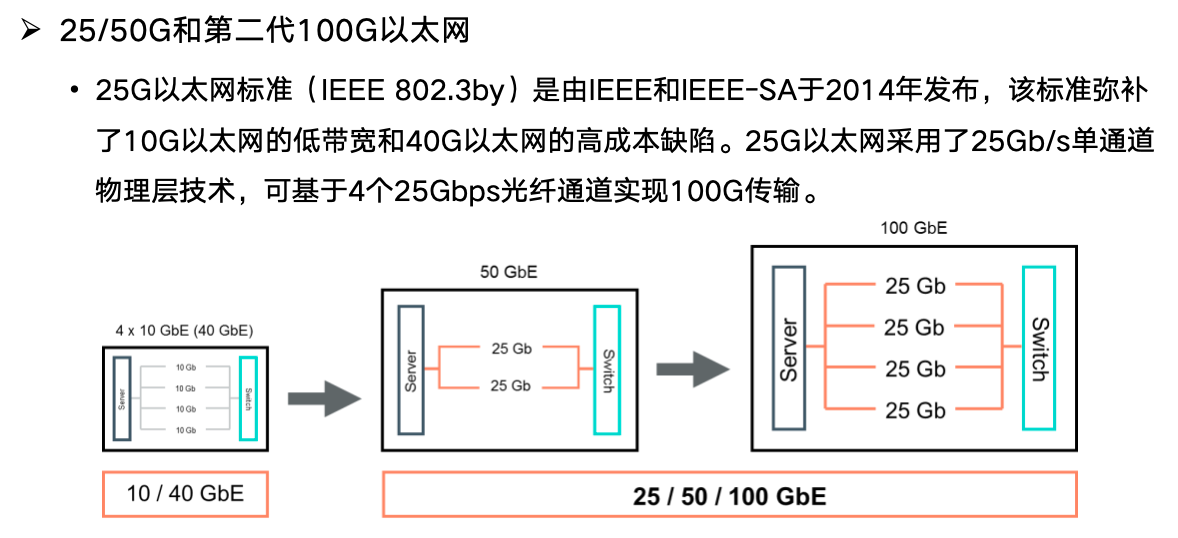 ➤ 25/50G和第二代100G以太网
• 25G以太网标准（IEEE 802.3by）是由IEEE和IEEE-SA于2014年发布，该标准弥补
了10G以太网的低带宽和40G以太网的高成本缺陷。25G以太网采用了25Gb/s单通道
物理层技术，可基于4个25Gbps光纤通道实现100G传输。
4 x 10 GbE (40 GbE)
Server
10 Gb
10 Gb
10 Gb
10 Gb
Switch
10 / 40 GbE
50 GbE
Server
25 Gb
25 Gb
Switch
100 GbE
Server
25 Gb
25 Gb
25 Gb
25 Gb
Switch
25 / 50 / 100 GbE